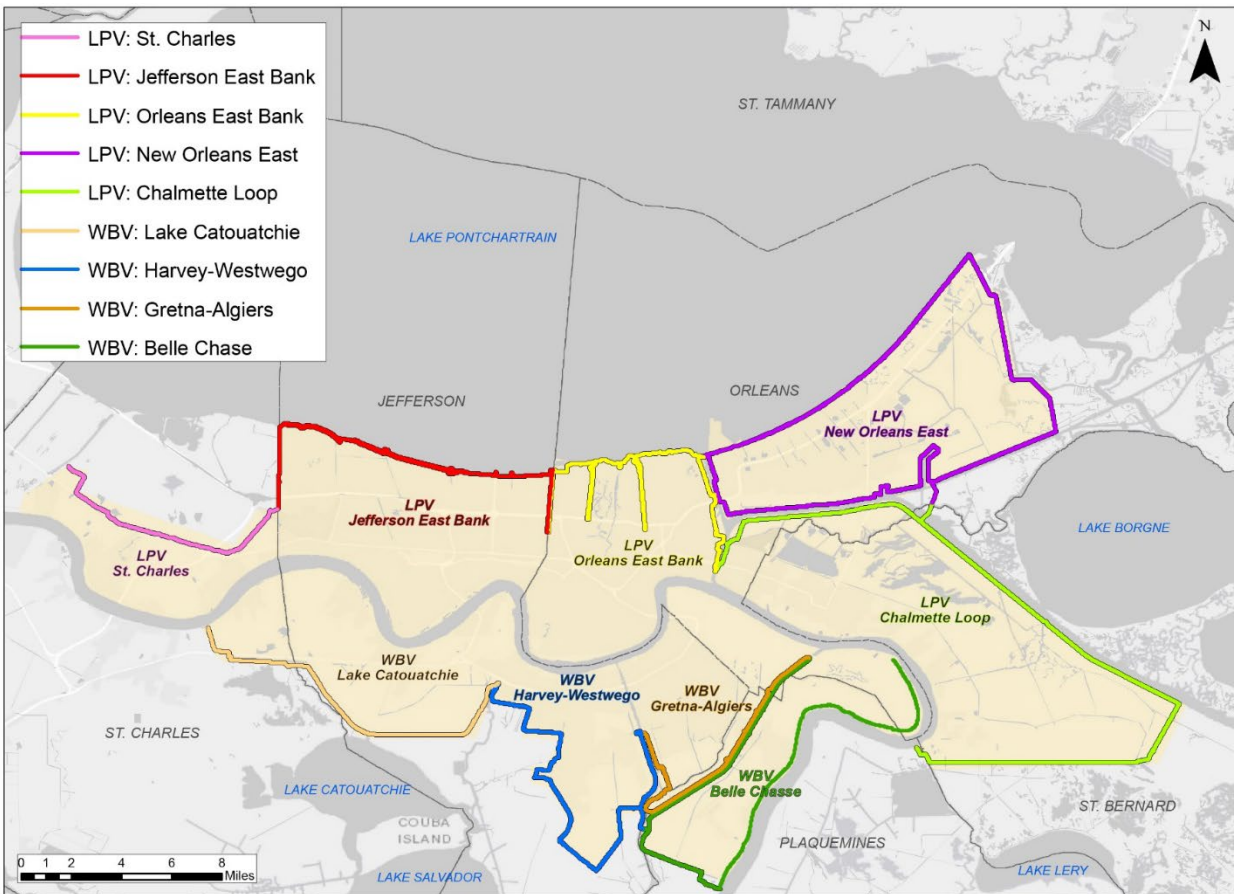 LPV: St. Charles
LPV: Jefferson East Bank
LPV: Orleans East Bank
LPV: New Orleans East
LPV: Chalmette Loop
WBV: Lake Catouatchie
WBV: Harvey-Westwego
WBV: Gretna-Algiers
WBV: Belle Chase
N
ST. TAMMANY
LAKE PONTCHARTRAIN
JEFFERSON
ORLEANS
LPV
New Orleans East
LPV
Jefferson East Bank
LPV
Orleans East Bank
LAKE BORGNE
LPV
St. Charles
LPV
Chalmette Loop
WBV
Lake Catouatchie
WBV
Harvey-Westwego
WBV
Gretna-Algiers
ST. CHARLES
WBV
Belle Chasse
LAKE CATOUATCHIE
ST. BERNARD
COUBA
ISLAND
PLAQUEMINES
LAKE SALVADOR
LAKE LERY
0 1 2 4 6 8
Miles